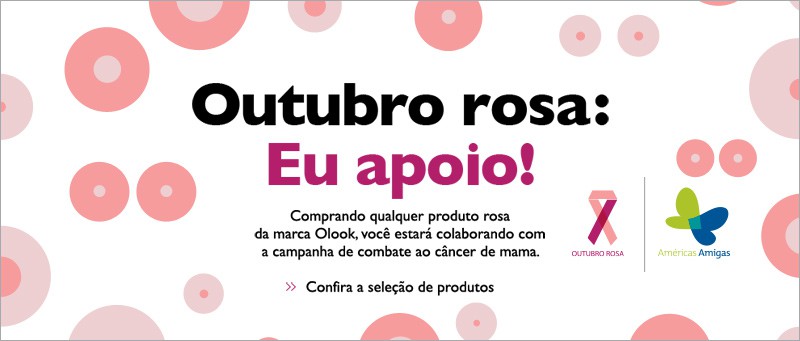 Outubro rosa:
Eu apoio!
Comprando qualquer produto rosa
da marca Olook, você estará colaborando com
a campanha de combate ao câncer de mama.
>> Confira a seleção de produtos
OUTUBRO ROSA
Américas Amigas